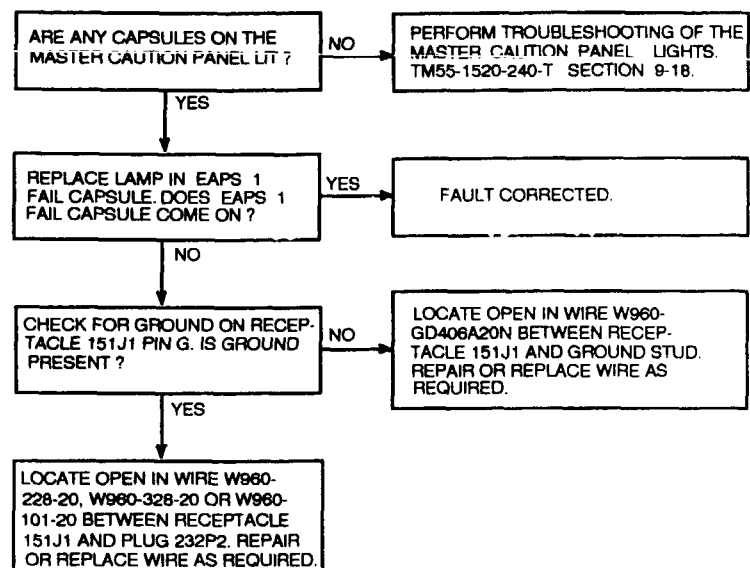 ARE ANY CAPSULES ON THE
MASTER CAUTION PANEL LIT ?
NO
PERFORM TROUBLESHOOTING OF THE
MASTER CAUTION PANEL LIGHTS.
TM55-1520-240-T SECTION 9-18.
YES
REPLACE LAMP IN EAPS 1
FAIL CAPSULE. DOES EAPS 1
FAIL CAPSULE COME ON ?
YES
FAULT CORRECTED.
NO
CHECK FOR GROUND ON RECEP-
TACLE 151J1 PIN G. IS GROUND
PRESENT ?
NO
LOCATE OPEN IN WIRE W960-
GD406A20N BETWEEN RECEP-
TACLE 151J1 AND GROUND STUD.
REPAIR OR REPLACE WIRE AS
REQUIRED.
YES
LOCATE OPEN IN WIRE W960-
228-20, W960-328-20 OR W960-
101-20 BETWEEN RECEPTACLE
151J1 AND PLUG 232P2. REPAIR
OR REPLACE WIRE AS REQUIRED.